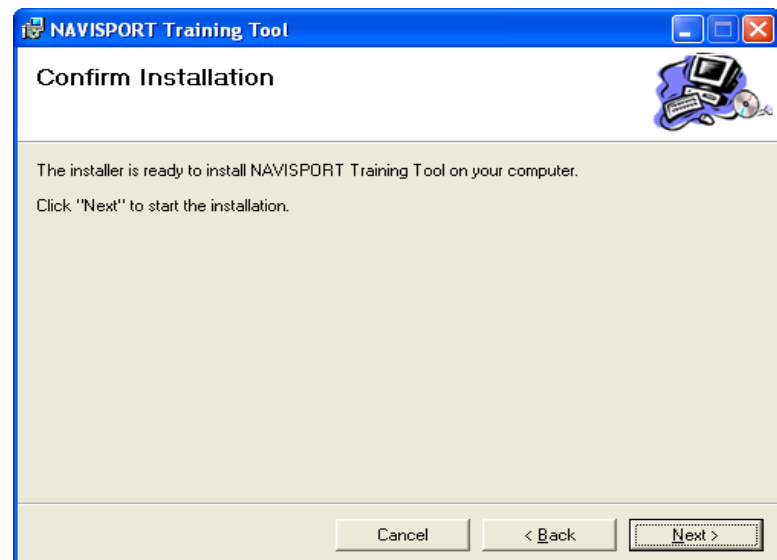 NAVISPORT Training Tool
Confirm Installation
The installer is ready to install NAVISPORT Training Tool on your computer.
Click "Next" to start the installation.
Cancel
< Back
Next >